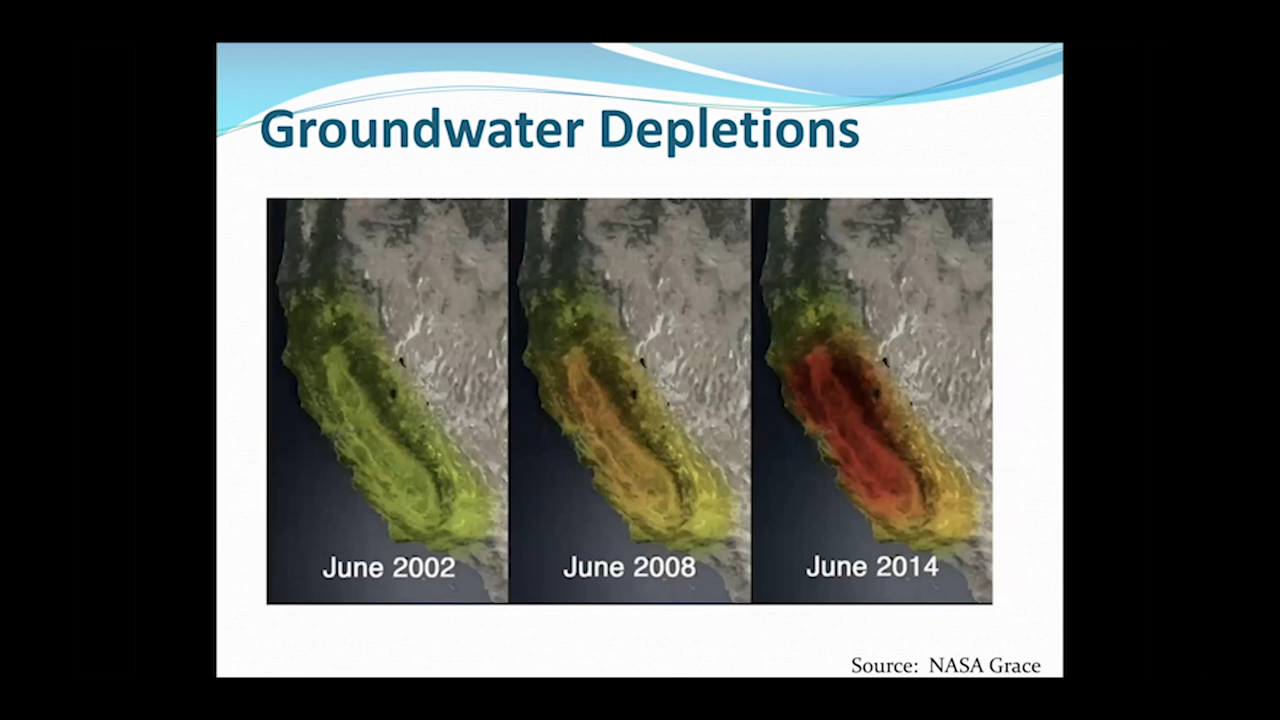 Groundwater Depletions
June 2002
June 2008
June 2014
Source: NASA Grace